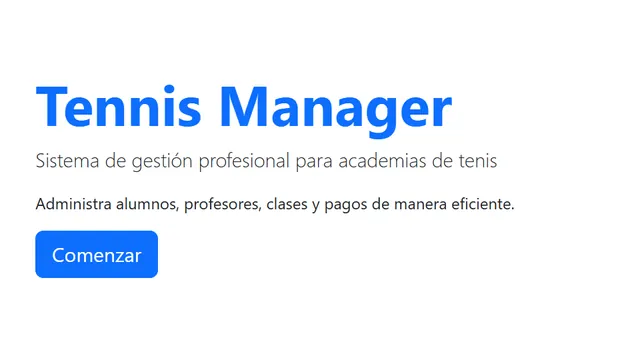 Tennis Manager
Sistema de gestión profesional para academias de tenis
Administra alumnos, profesores, clases y pagos de manera eficiente.
Comenzar